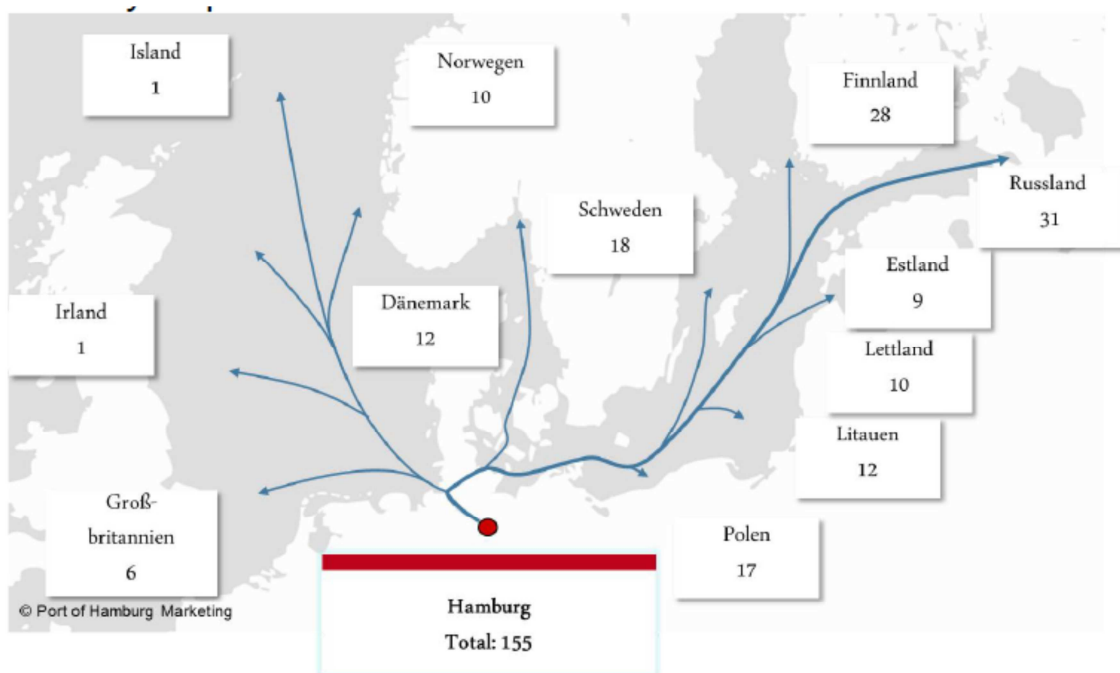 Island
1
Norwegen
10
Finnland
28
Russland
31
Schweden
18
Estland
9
Irland
1
Dänemark
12
Lettland
10
Litauen
12
Groß-
britannien
6
Polen
17
© Port of Hamburg Marketing
Hamburg
Total: 155